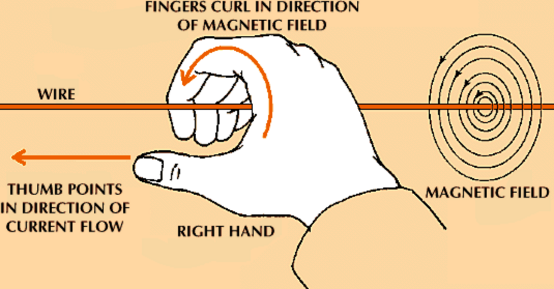 FINGERS CURL IN DIRECTION
OF MAGNETIC FIELD
WIRE
THUMB POINTS
IN DIRECTION OF
CURRENT FLOW
RIGHT HAND
MAGNETIC FIELD